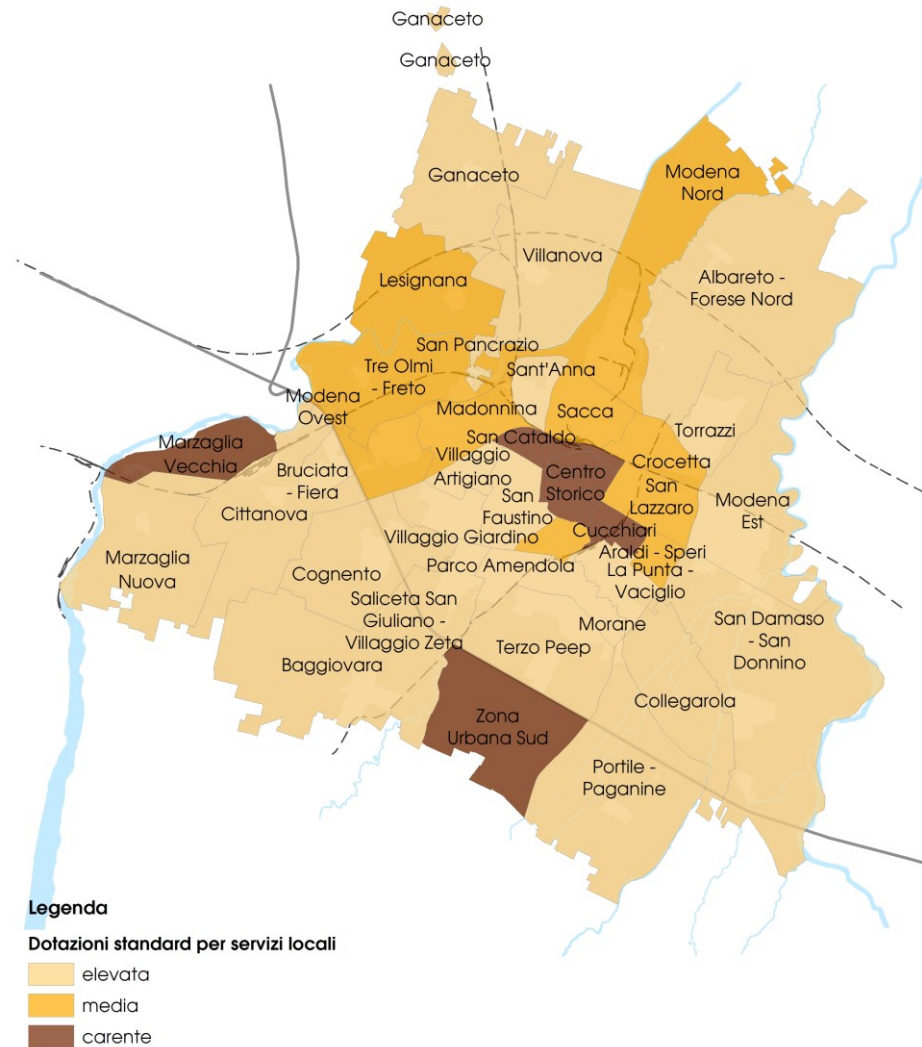 Ganaceto
Ganaceto
Ganaceto
Modena
Nord
Villanova
Lesignana
Albareto -
Forese Nord
San Pancrazio
Tre Olmi
- Freto
Sant'Anna
Modena
Ovest
Madonnina
Sacca
Torrazzi
Marzaglia
Vecchia
San Cataldo
Villaggio
Artigiano
Centro
Storico
Crocetta
San
Lazzaro
Bruciata
- Fiera
Cittanova
San
Faustino
Modena
Est
Villaggio Giardino
Cucchiari
Araldi - Speri
Marzaglia
Nuova
Parco Amendola
La Punta -
Vaciglio
Cognento
Saliceta San
Giuliano -
Villaggio Zeta
Morane
San Damaso
- San
Donnino
Terzo Peep
Baggiovara
Collegarola
Zona
Urbana Sud
Portile -
Paganine
Legenda
Dotazioni standard per servizi locali
elevata
media
carente